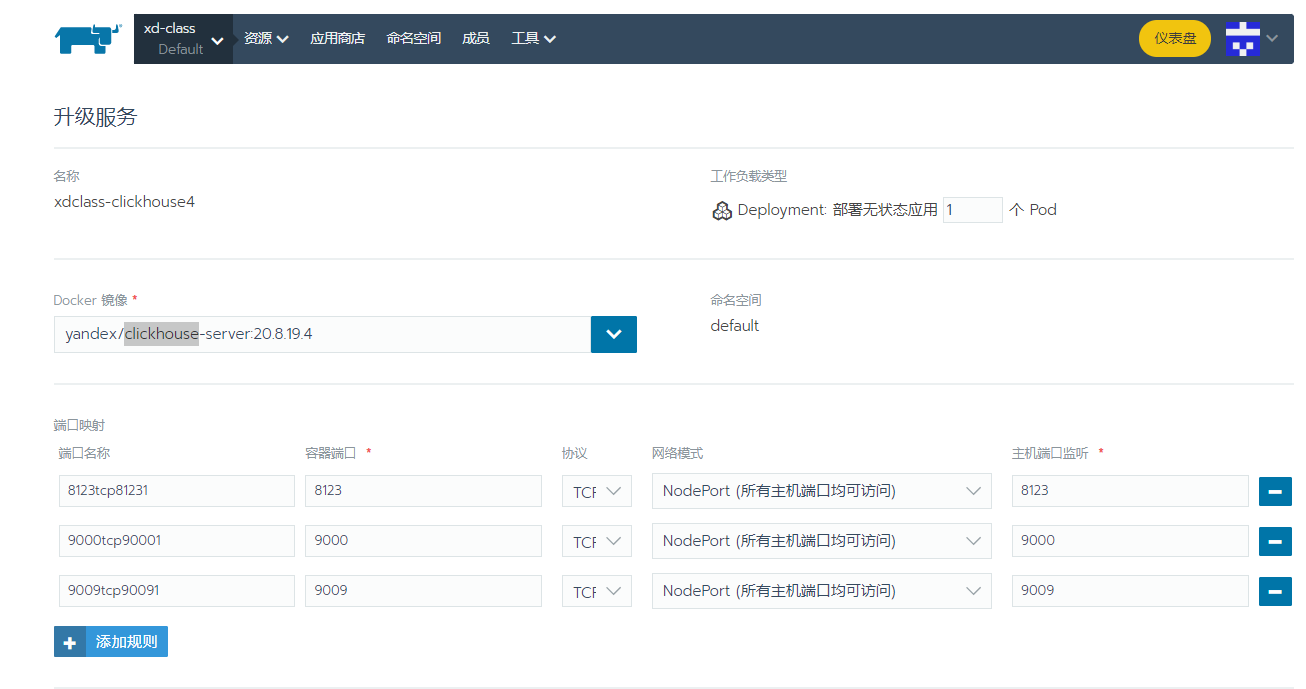 xd-class
Default
资源
应用商店
命名空间
成员
工具
仪表盘
升级服务
名称
xdclass-clickhouse4
工作负载类型
Deployment: 部署无状态应用 1 个 Pod
Docker 镜像 *
yandex/clickhouse-server:20.8.19.4
命名空间
default
端口映射
端口名称 容器端口 * 协议 网络模式 主机端口监听 *
8123tcp81231 8123 TCP NodePort (所有主机端口均可访问) 8123
9000tcp90001 9000 TCP NodePort (所有主机端口均可访问) 9000
9009tcp90091 9009 TCP NodePort (所有主机端口均可访问) 9009
添加规则